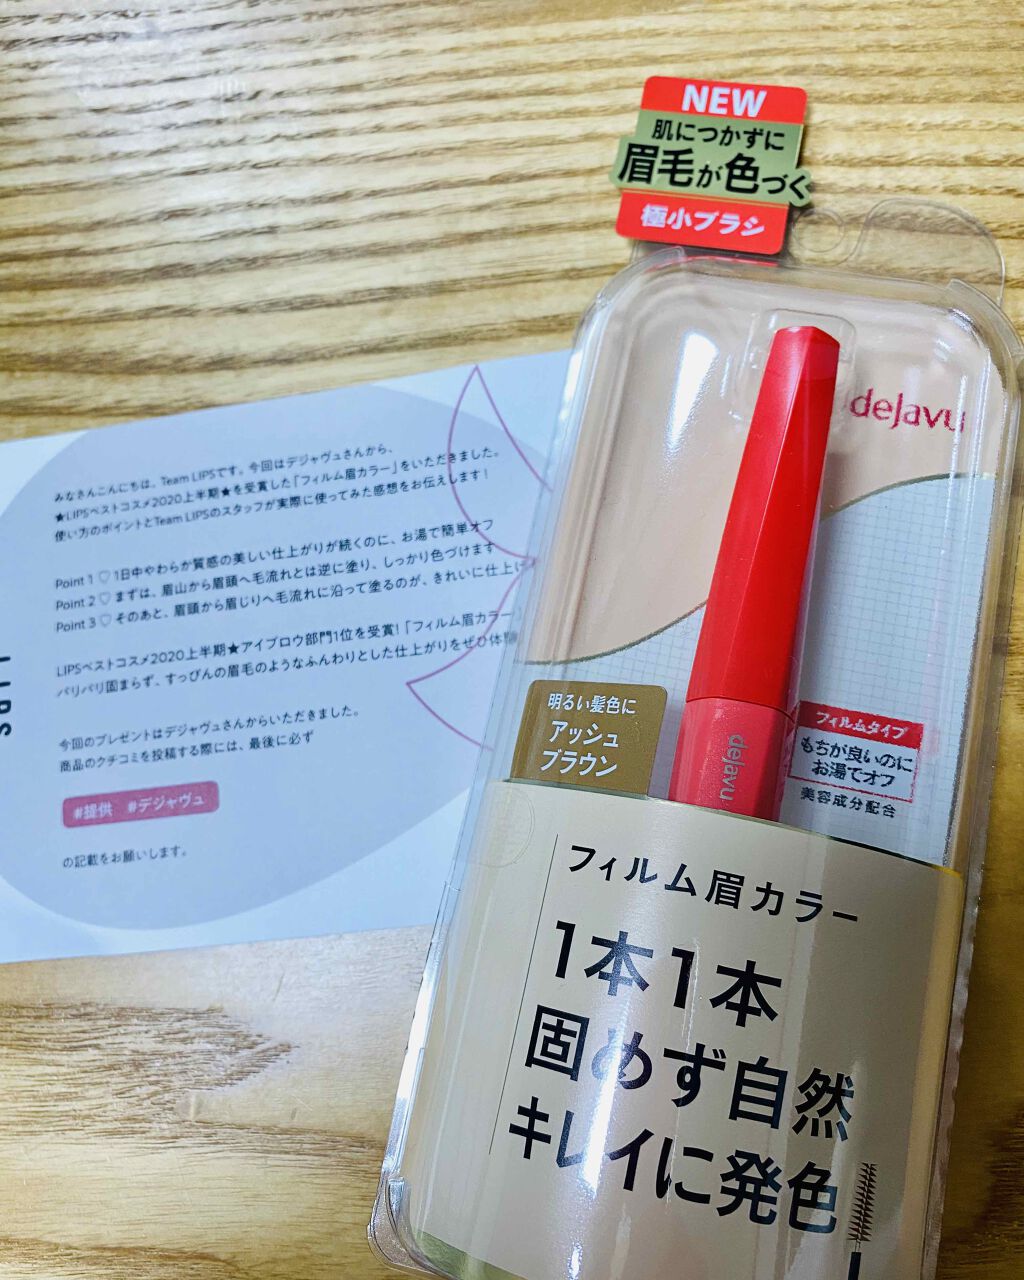 NEW
肌につかずに
眉毛が色づく
極小ブラシ
dejavu
みなさんこんにちは、Team LIPSです。今回はデジャヴュさんから、
★LIPSベストコスメ2020上半期★を受賞した「フィルム眉カラー」をいただきました。
使い方のポイントとTeam LIPSのスタッフが実際に使ってみた感想をお伝えします!
Point 1 ♡ 1日中やわらか質感の美しい仕上がりが続くのに、お湯で簡単オフ
Point 2 ♡ まずは、眉山から眉頭へ毛流れとは逆に塗り、しっかり色づけます
Point 3 ♡ そのあと、眉頭から眉じりへ毛流れに沿って塗るのが、きれいに仕上げ
LIPSベストコスメ2020上半期★アイブロウ部門1位を受賞!「フィルム眉カラー」
パリパリ固まらず、すっぴんの眉毛のようなふんわりとした仕上がりをぜひ体
今回のプレゼントはデジャヴュさんからいただきました。
商品のクチコミを投稿する際には、最後に必ず
#提供 #デジャヴュ
の記載をお願いします。
明るい髪色に
アッシュ
ブラウン
dejavu
フィルムタイプ
もちが良いのに
お湯でオフ
美容成分配合
フィルム眉カラー
1本1本
固めず自然
キレイに発色